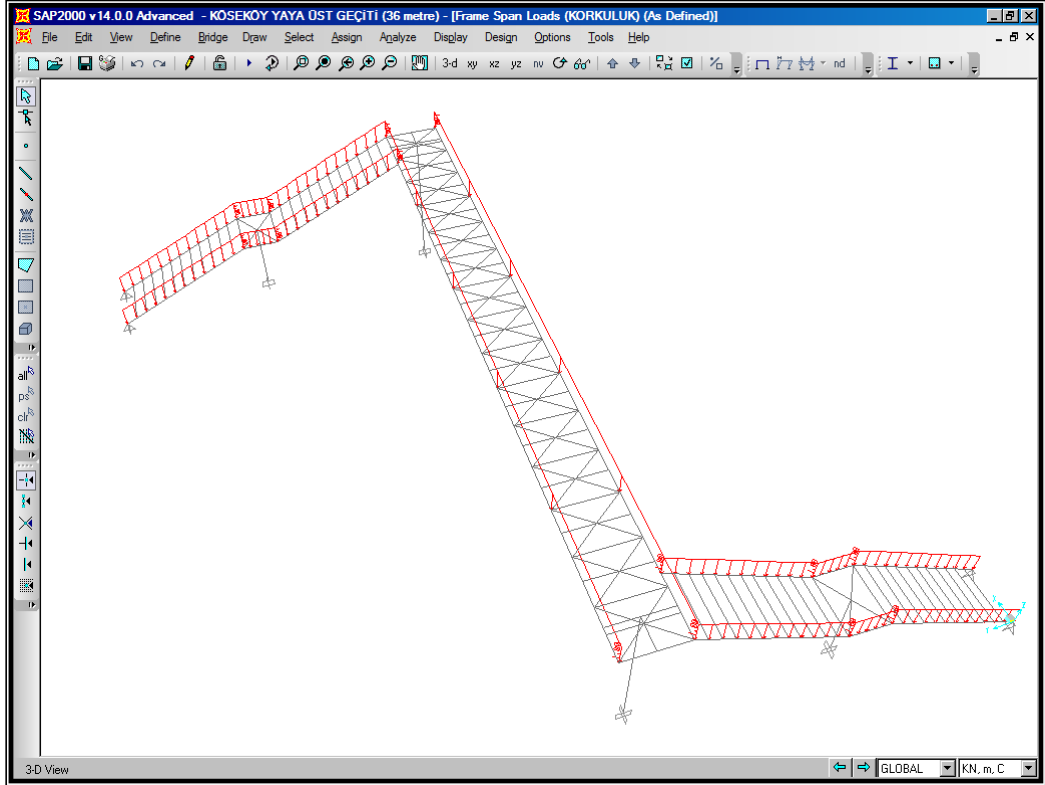 SAP2000 v14.0.0 Advanced - KÖSEKÖY YAYA ÜST GEÇİTİ (36 metre) - [Frame Span Loads (KORKULUK) (As Defined)]
File Edit View Define Bridge Draw Select Assign Analyze Display Design Options Tools Help
3-d xy xz yz nv nd
all
ps
clr
3-D View GLOBAL KN, m, C